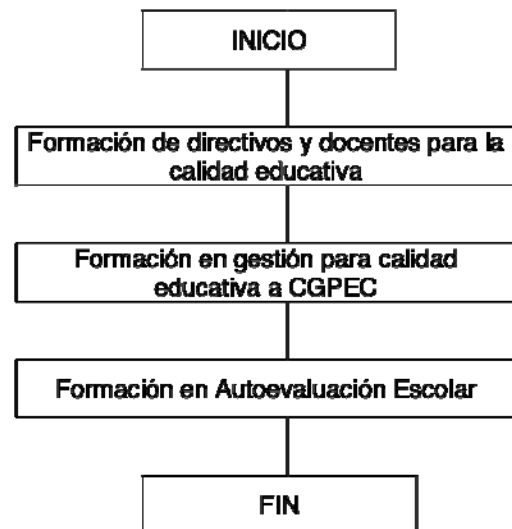 INICIO
Formación de directivos y docentes para la
calidad educativa
Formación en gestión para calidad
educativa a CGPEC
Formación en Autoevaluación Escolar
FIN